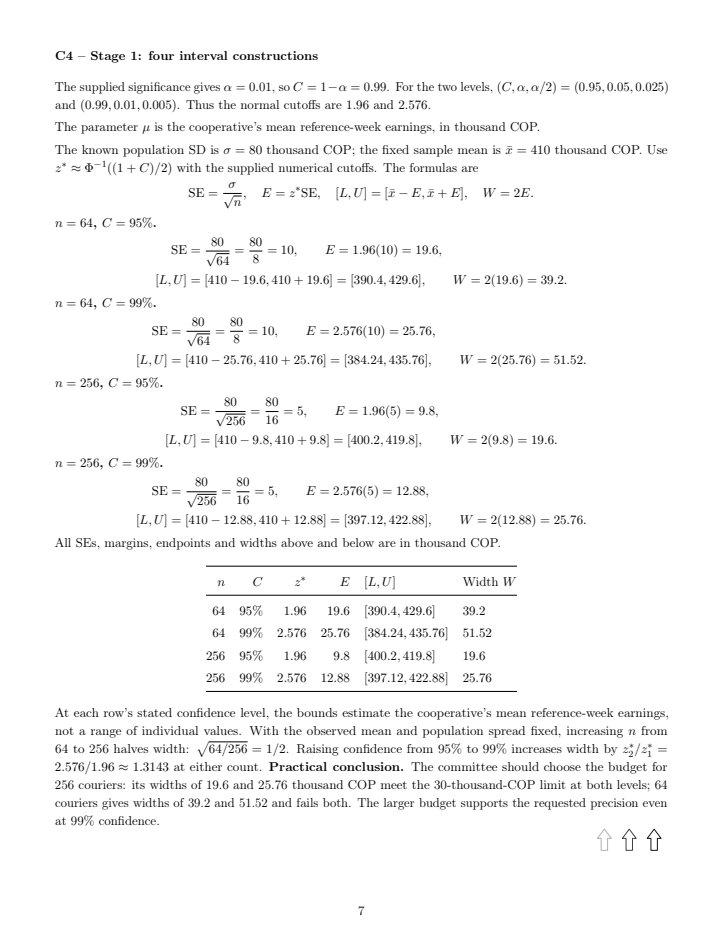 C4 – Stage 1: four interval constructions
The supplied significance gives α = 0.01, so C = 1−α = 0.99. For the two levels, (C, α, α/2) = (0.95, 0.05, 0.025)
and (0.99, 0.01, 0.005). Thus the normal cutoffs are 1.96 and 2.576.
The parameter μ is the cooperative's mean reference-week earnings, in thousand COP.
The known population SD is σ = 80 thousand COP; the fixed sample mean is x̄ = 410 thousand COP. Use
z* ≈ Φ⁻¹((1 + C)/2) with the supplied numerical cutoffs. The formulas are
SE = σ/√n, E = z*SE, [L, U] = [x̄ − E, x̄ + E], W = 2E.
n = 64, C = 95%.
SE = 80/√64 = 80/8 = 10, E = 1.96(10) = 19.6,
[L, U] = [410 − 19.6, 410 + 19.6] = [390.4, 429.6], W = 2(19.6) = 39.2.
n = 64, C = 99%.
SE = 80/√64 = 80/8 = 10, E = 2.576(10) = 25.76,
[L, U] = [410 − 25.76, 410 + 25.76] = [384.24, 435.76], W = 2(25.76) = 51.52.
n = 256, C = 95%.
SE = 80/√256 = 80/16 = 5, E = 1.96(5) = 9.8,
[L, U] = [410 − 9.8, 410 + 9.8] = [400.2, 419.8], W = 2(9.8) = 19.6.
n = 256, C = 99%.
SE = 80/√256 = 80/16 = 5, E = 2.576(5) = 12.88,
[L, U] = [410 − 12.88, 410 + 12.88] = [397.12, 422.88], W = 2(12.88) = 25.76.
All SEs, margins, endpoints and widths above and below are in thousand COP.
n C z* E [L, U] Width W
64 95% 1.96 19.6 [390.4, 429.6] 39.2
64 99% 2.576 25.76 [384.24, 435.76] 51.52
256 95% 1.96 9.8 [400.2, 419.8] 19.6
256 99% 2.576 12.88 [397.12, 422.88] 25.76
At each row's stated confidence level, the bounds estimate the cooperative's mean reference-week earnings,
not a range of individual values. With the observed mean and population spread fixed, increasing n from
64 to 256 halves width: √(64/256) = 1/2. Raising confidence from 95% to 99% increases width by z₂*/z₁* =
2.576/1.96 ≈ 1.3143 at either count. Practical conclusion. The committee should choose the budget for
256 couriers: its widths of 19.6 and 25.76 thousand COP meet the 30-thousand-COP limit at both levels; 64
couriers gives widths of 39.2 and 51.52 and fails both. The larger budget supports the requested precision even
at 99% confidence.
7